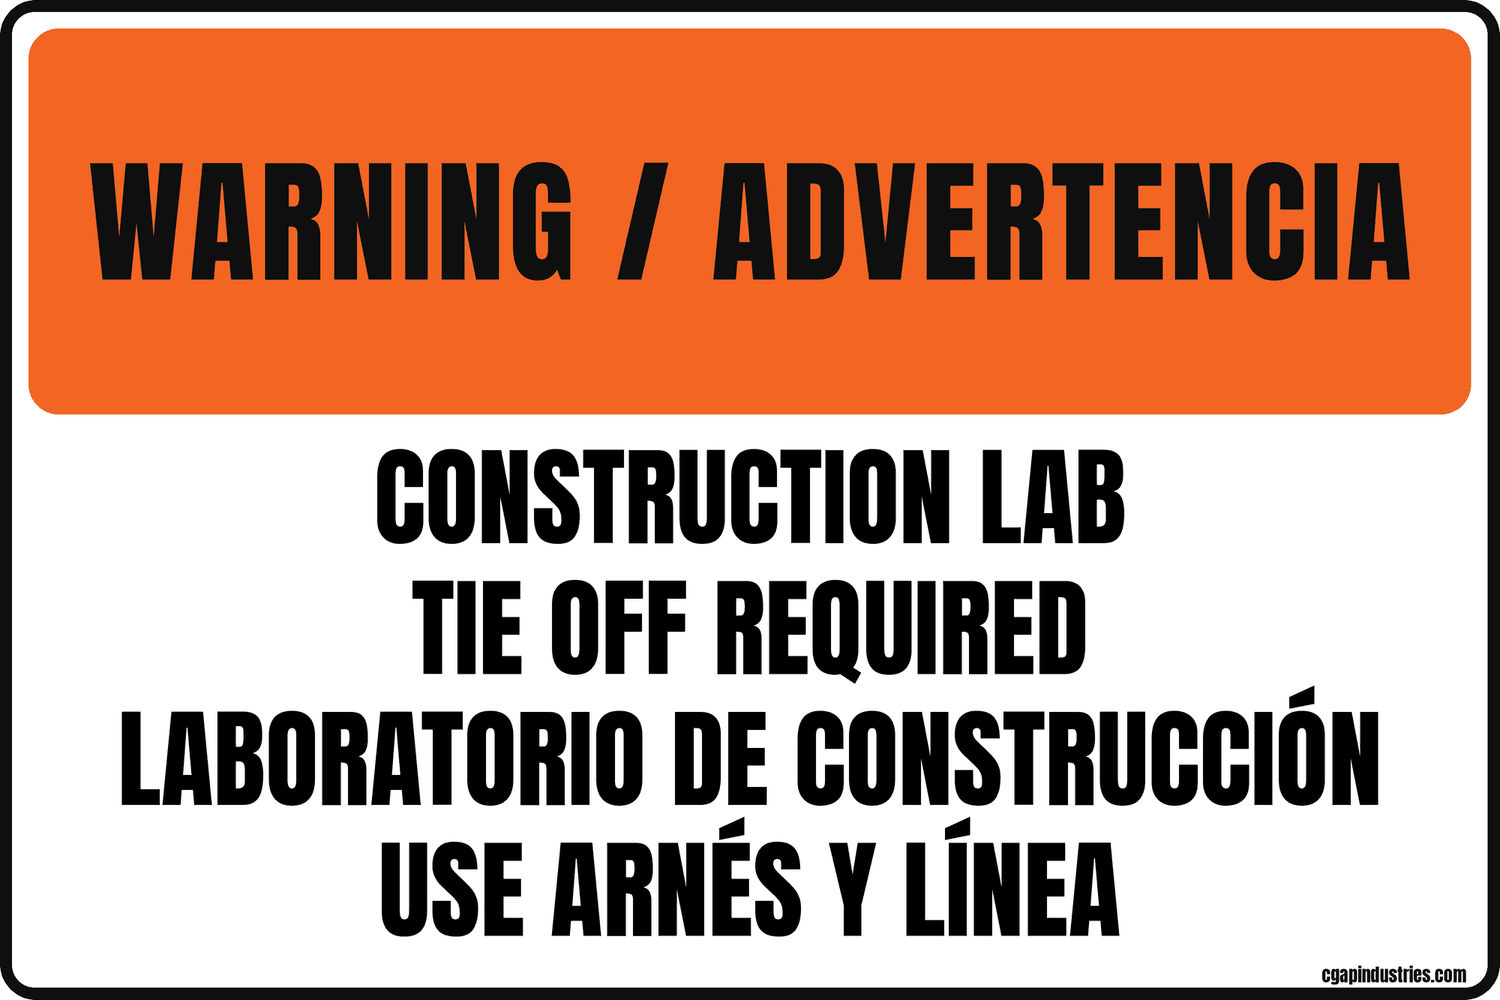 WARNING / ADVERTENCIA
CONSTRUCTION LAB
TIE OFF REQUIRED
LABORATORIO DE CONSTRUCCIÓN
USE ARNÉS Y LÍNEA
cgapindustries.com